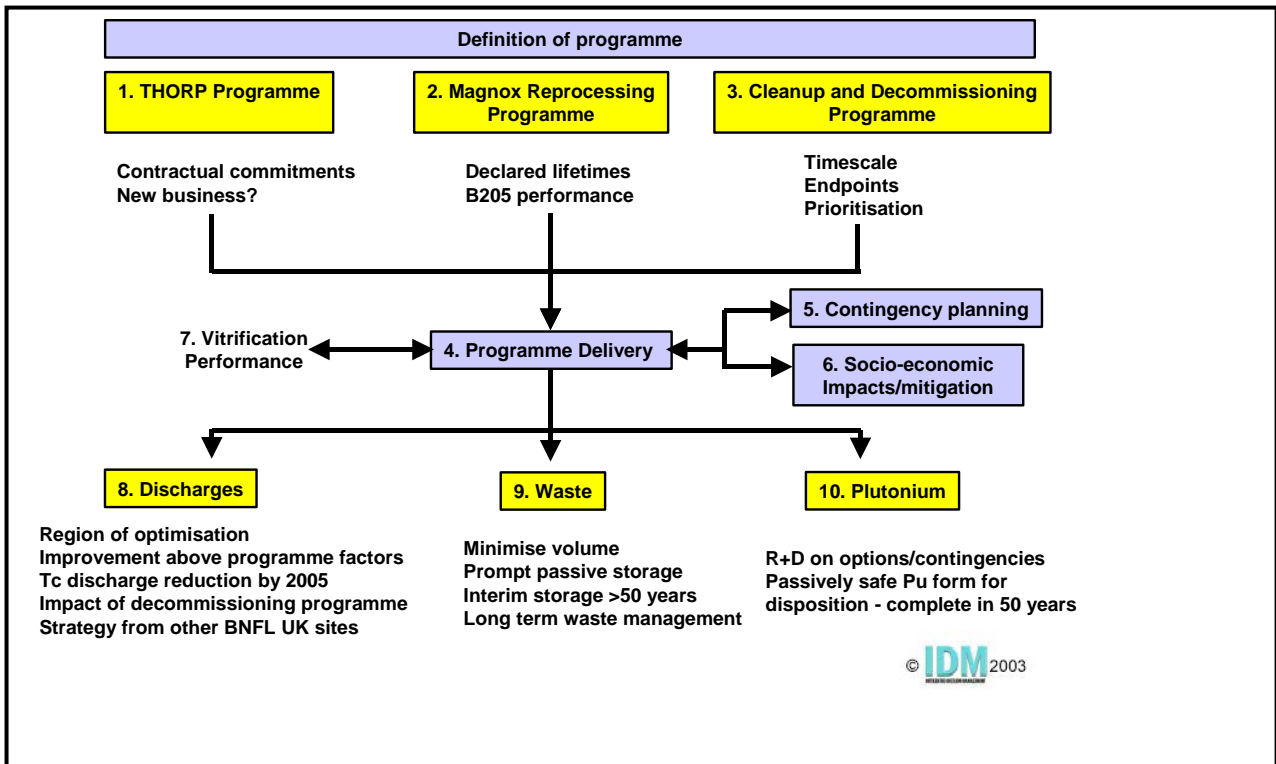 Definition of programme
1. THORP Programme
2. Magnox Reprocessing
Programme
3. Cleanup and Decommissioning
Programme
Contractual commitments
New business?
Declared lifetimes
B205 performance
Timescale
Endpoints
Prioritisation
7. Vitrification
Performance
4. Programme Delivery
5. Contingency planning
6. Socio-economic
Impacts/mitigation
8. Discharges
9. Waste
10. Plutonium
Region of optimisation
Improvement above programme factors
Tc discharge reduction by 2005
Impact of decommissioning programme
Strategy from other BNFL UK sites
Minimise volume
Prompt passive storage
Interim storage >50 years
Long term waste management
R+D on options/contingencies
Passively safe Pu form for
disposition - complete in 50 years
© IDM 2003